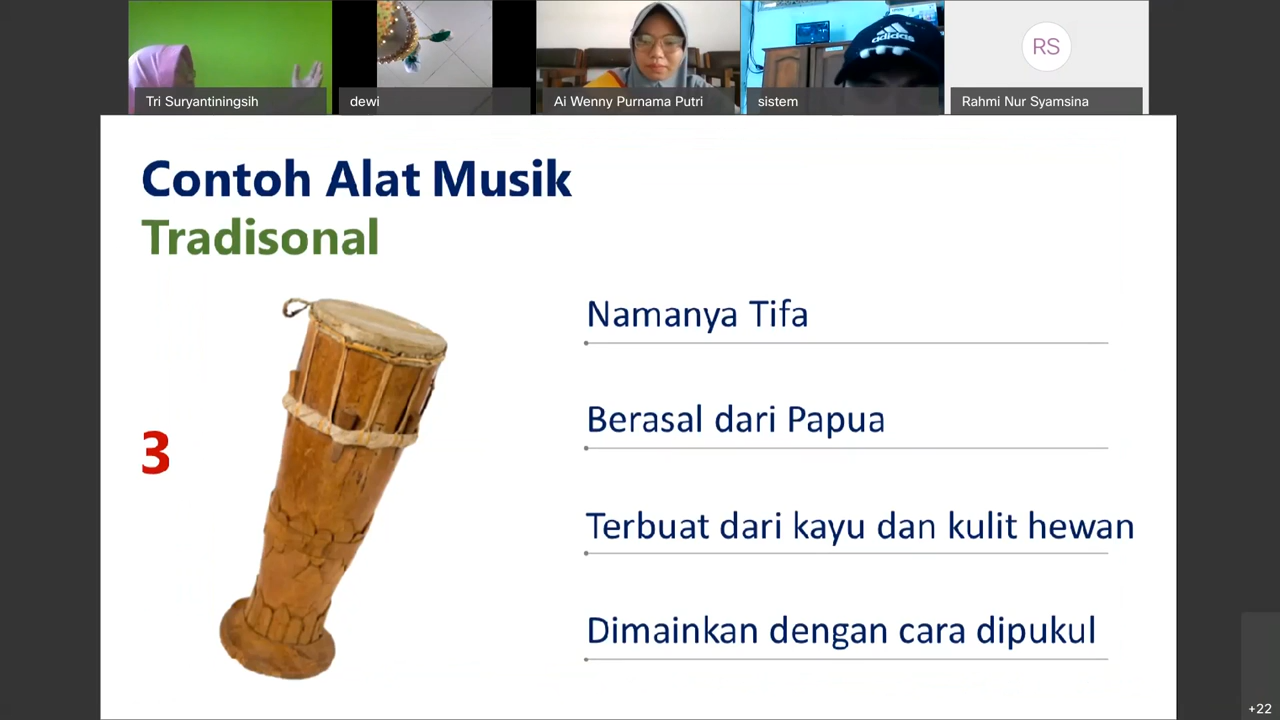 Tri Suryantiningsih
dewi
Ai Wenny Purnama Putri
sistem
adidas
RS
Rahmi Nur Syamsina
Contoh Alat Musik
Tradisonal
3
Namanya Tifa
Berasal dari Papua
Terbuat dari kayu dan kulit hewan
Dimainkan dengan cara dipukul
+22